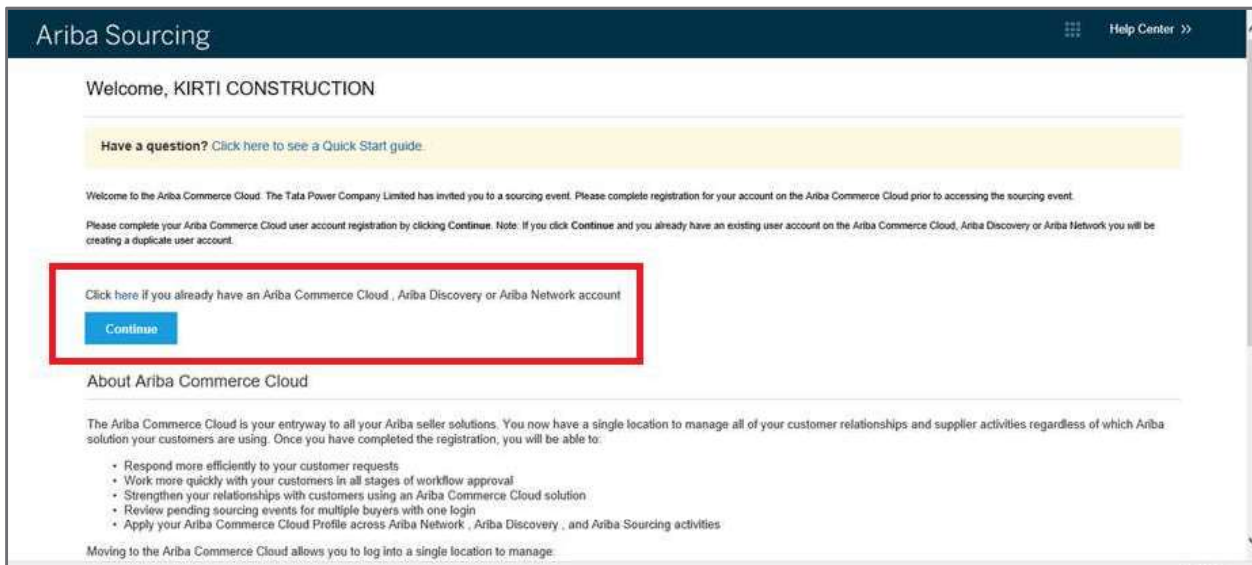 Ariba Sourcing
Help Center »
Welcome, KIRTI CONSTRUCTION
Have a question? Click here to see a Quick Start guide.
Welcome to the Ariba Commerce Cloud. The Tata Power Company Limited has invited you to a sourcing event. Please complete registration for your account on the Ariba Commerce Cloud prior to accessing the sourcing event.
Please complete your Ariba Commerce Cloud user account registration by clicking Continue. Note: If you click Continue and you already have an existing user account on the Ariba Commerce Cloud, Ariba Discovery or Ariba Network you will be
creating a duplicate user account.
Click here if you already have an Ariba Commerce Cloud , Ariba Discovery or Ariba Network account
Continue
About Ariba Commerce Cloud
The Ariba Commerce Cloud is your entryway to all your Ariba seller solutions. You now have a single location to manage all of your customer relationships and supplier activities regardless of which Ariba
solution your customers are using. Once you have completed the registration, you will be able to:
• Respond more efficiently to your customer requests
• Work more quickly with your customers in all stages of workflow approval
• Strengthen your relationships with customers using an Ariba Commerce Cloud solution
• Review pending sourcing events for multiple buyers with one login
• Apply your Ariba Commerce Cloud Profile across Ariba Network , Ariba Discovery , and Ariba Sourcing activities
Moving to the Ariba Commerce Cloud allows you to log into a single location to manage: